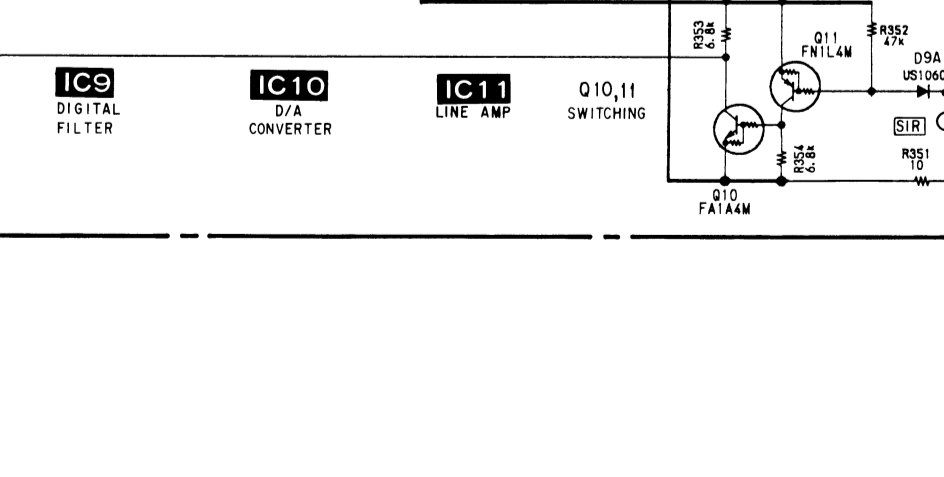 IC9
DIGITAL
FILTER
IC10
D/A
CONVERTER
IC11
LINE AMP
Q10,11
SWITCHING
R353
6.8k
Q11
FN1L4M
R352
47k
D9A
US1060
SIR
R354
6.8k
R351
10
Q10
FA1A4M